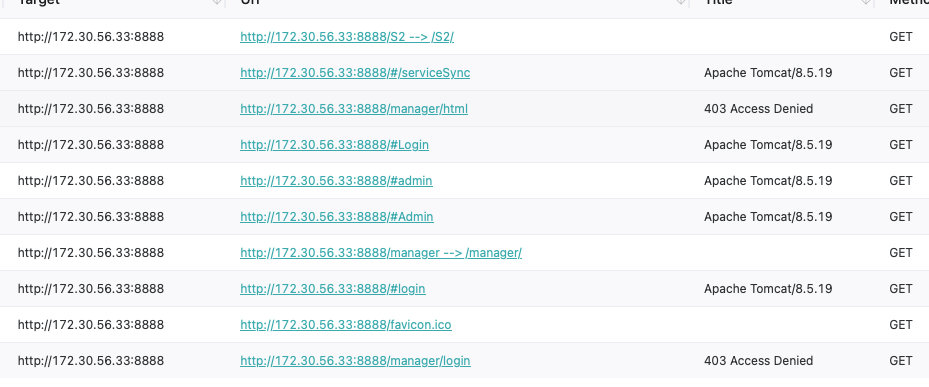 Target Url Title Metho
http://172.30.56.33:8888 http://172.30.56.33:8888/S2 --> /S2/ GET
http://172.30.56.33:8888 http://172.30.56.33:8888/#/serviceSync Apache Tomcat/8.5.19 GET
http://172.30.56.33:8888 http://172.30.56.33:8888/manager/html 403 Access Denied GET
http://172.30.56.33:8888 http://172.30.56.33:8888/#Login Apache Tomcat/8.5.19 GET
http://172.30.56.33:8888 http://172.30.56.33:8888/#admin Apache Tomcat/8.5.19 GET
http://172.30.56.33:8888 http://172.30.56.33:8888/#Admin Apache Tomcat/8.5.19 GET
http://172.30.56.33:8888 http://172.30.56.33:8888/manager --> /manager/ GET
http://172.30.56.33:8888 http://172.30.56.33:8888/#login Apache Tomcat/8.5.19 GET
http://172.30.56.33:8888 http://172.30.56.33:8888/favicon.ico GET
http://172.30.56.33:8888 http://172.30.56.33:8888/manager/login 403 Access Denied GET